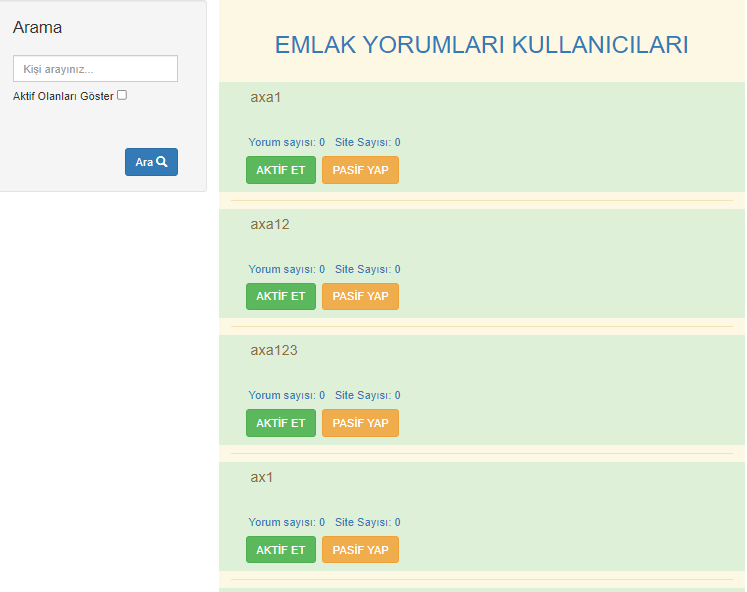 Arama
Kişi arayınız...
Aktif Olanları Göster
Ara
EMLAK YORUMLARI KULLANICILARI
axa1
Yorum sayısı: 0 Site Sayısı: 0
AKTİF ET PASİF YAP
axa12
Yorum sayısı: 0 Site Sayısı: 0
AKTİF ET PASİF YAP
axa123
Yorum sayısı: 0 Site Sayısı: 0
AKTİF ET PASİF YAP
ax1
Yorum sayısı: 0 Site Sayısı: 0
AKTİF ET PASİF YAP